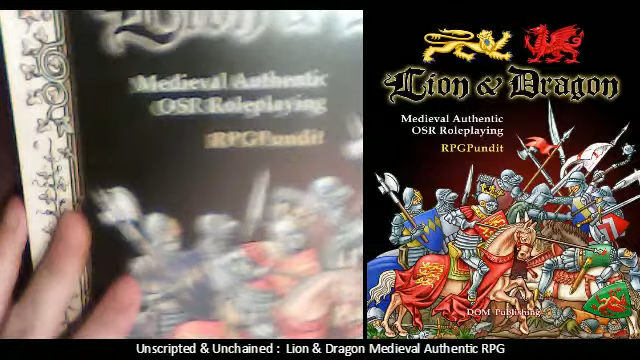 Lion
Medieval Authentic
OSR Roleplaying
RPGPundit
Lion & Dragon
Medieval Authentic
OSR Roleplaying
RPGPundit
DOM Publishing
Unscripted & Unchained : Lion & Dragon Medieval Authentic RPG